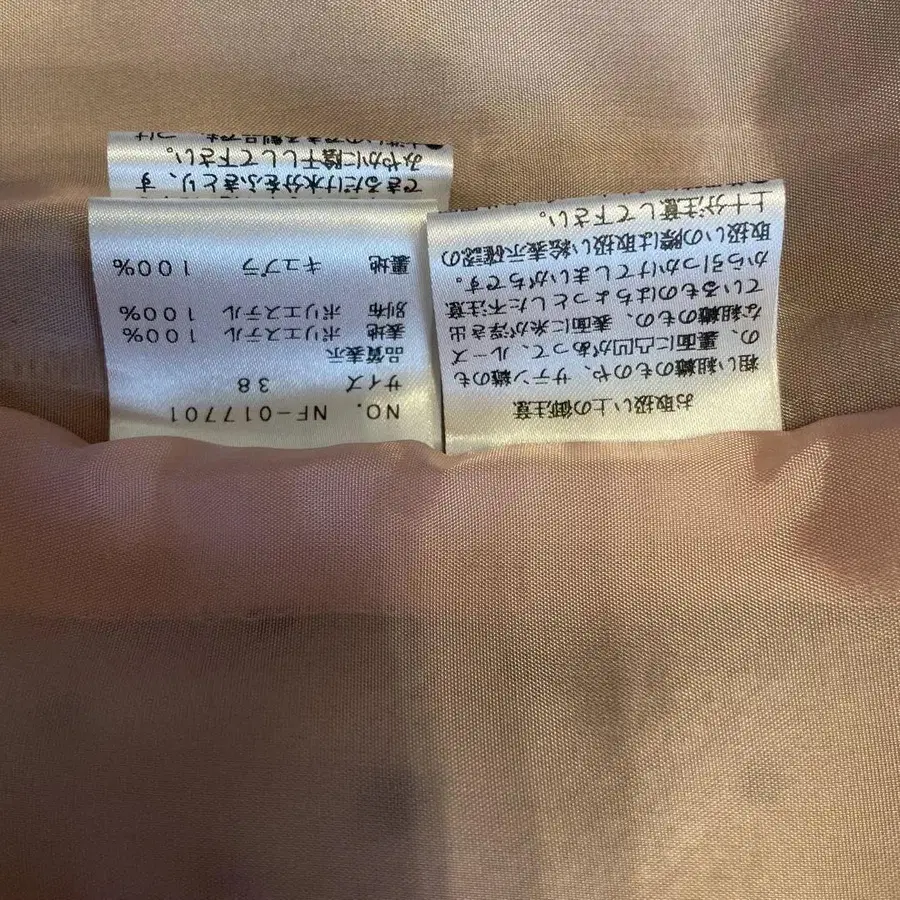 NO. NF-017701
サイズ 38
品質表示
表地 ポリエステル 100%
別布 ポリエステル 100%
裏地 キュプラ 100%
お取扱い上の御注意
粗い組織のものや、サテン織のも
の、裏面に凸凹があって、ルーズ
な組織のもの、表面に糸が浮き出
ているものはちょっとした不注意
から引っかけてしまいがちです。
取扱いの際は取扱い絵表示確認の
上十分注意して下さい。
できるだけ水分をふきとり、す
みやかに陰干しして下さい。